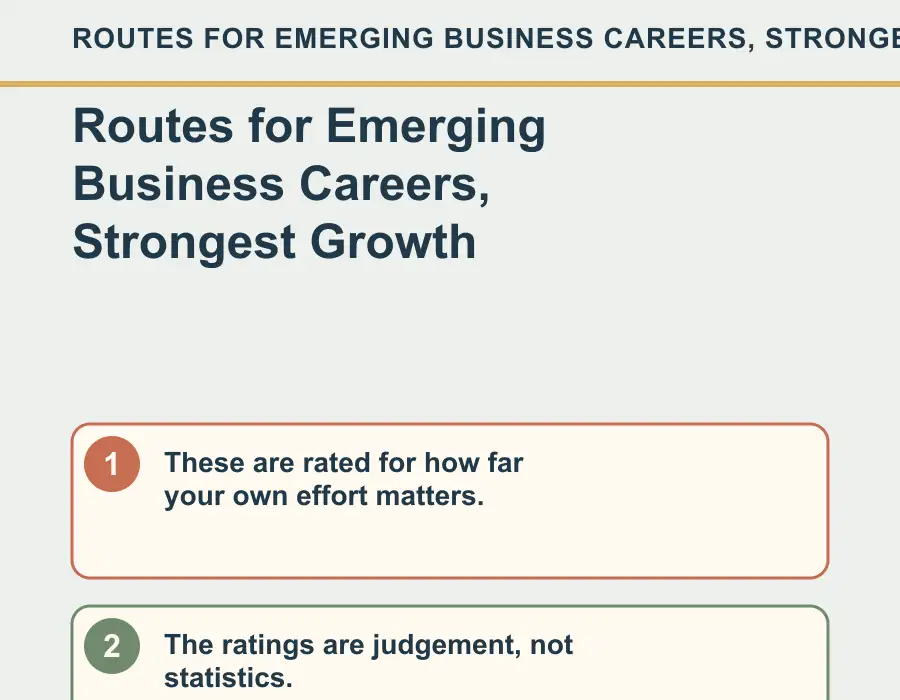 ROUTES FOR EMERGING BUSINESS CAREERS,
Routes for Emerging
Business Careers,
Strongest Growth
1
These are rated for how far
your own effort matters.
2
The ratings are judgement, not
statistics.